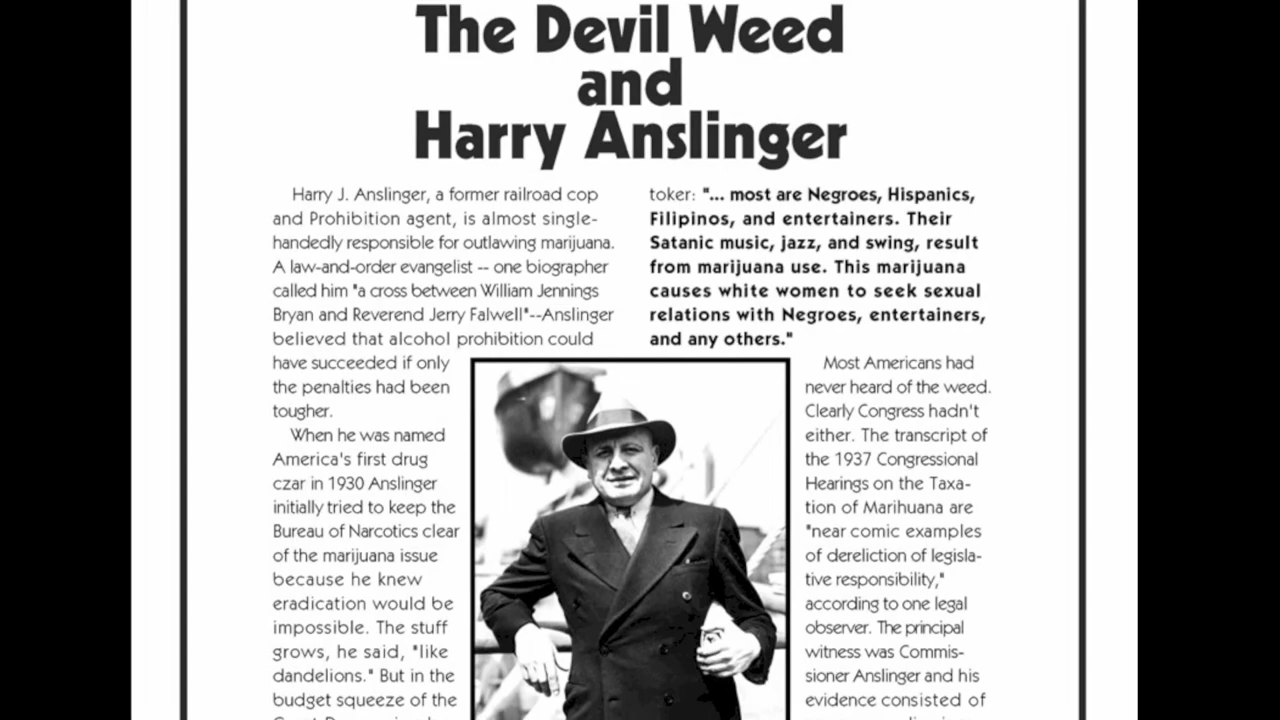 The Devil Weed
and
Harry Anslinger
Harry J. Anslinger, a former railroad cop
and Prohibition agent, is almost single-
handedly responsible for outlawing marijuana.
A law-and-order evangelist -- one biographer
called him "a cross between William Jennings
Bryan and Reverend Jerry Falwell"--Anslinger
believed that alcohol prohibition could
have succeeded if only
the penalties had been
tougher.
When he was named
America's first drug
czar in 1930 Anslinger
initially tried to keep the
Bureau of Narcotics clear
of the marijuana issue
because he knew
eradication would be
impossible. The stuff
grows, he said, "like
dandelions." But in the
budget squeeze of the
toker: "... most are Negroes, Hispanics,
Filipinos, and entertainers. Their
Satanic music, jazz, and swing, result
from marijuana use. This marijuana
causes white women to seek sexual
relations with Negroes, entertainers,
and any others."
Most Americans had
never heard of the weed.
Clearly Congress hadn't
either. The transcript of
the 1937 Congressional
Hearings on the Taxa-
tion of Marihuana are
"near comic examples
of dereliction of legisla-
tive responsibility,"
according to one legal
observer. The principal
witness was Commis-
sioner Anslinger and his
evidence consisted of